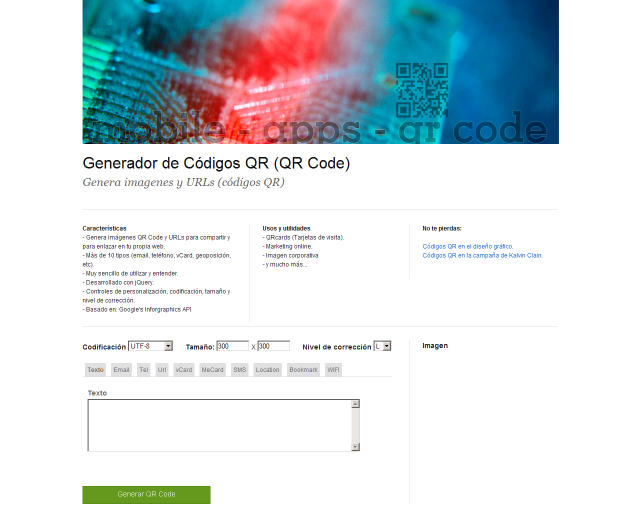 mobile - apps - qr code
Generador de Códigos QR (QR Code)
Genera imagenes y URLs (códigos QR)
Características
- Genera imágenes QR Code y URLs para compartir y
para enlazar en tu propia web.
- Más de 10 tipos (email, teléfono, vCard, geoposición,
etc).
- Muy sencillo de utilizar y entender.
- Desarrollado con jQuery.
- Controles de personalización, codificación, tamaño y
nivel de corrección.
- Basado en: Google's Inforgraphics API
Usos y utilidades
- QRcards (Tarjetas de visita).
- Marketing online.
- Imagen corporativa
- y mucho más...
No te pierdas:
Códigos QR en el diseño gráfico.
Códigos QR en la campaña de Kalvin Clain.
Codificación UTF-8 Tamaño: 300 X 300 Nivel de corrección L
Imagen
Texto Email Tel Url vCard MeCard SMS Location Bookmark WIFI
Texto
Generar QR Code